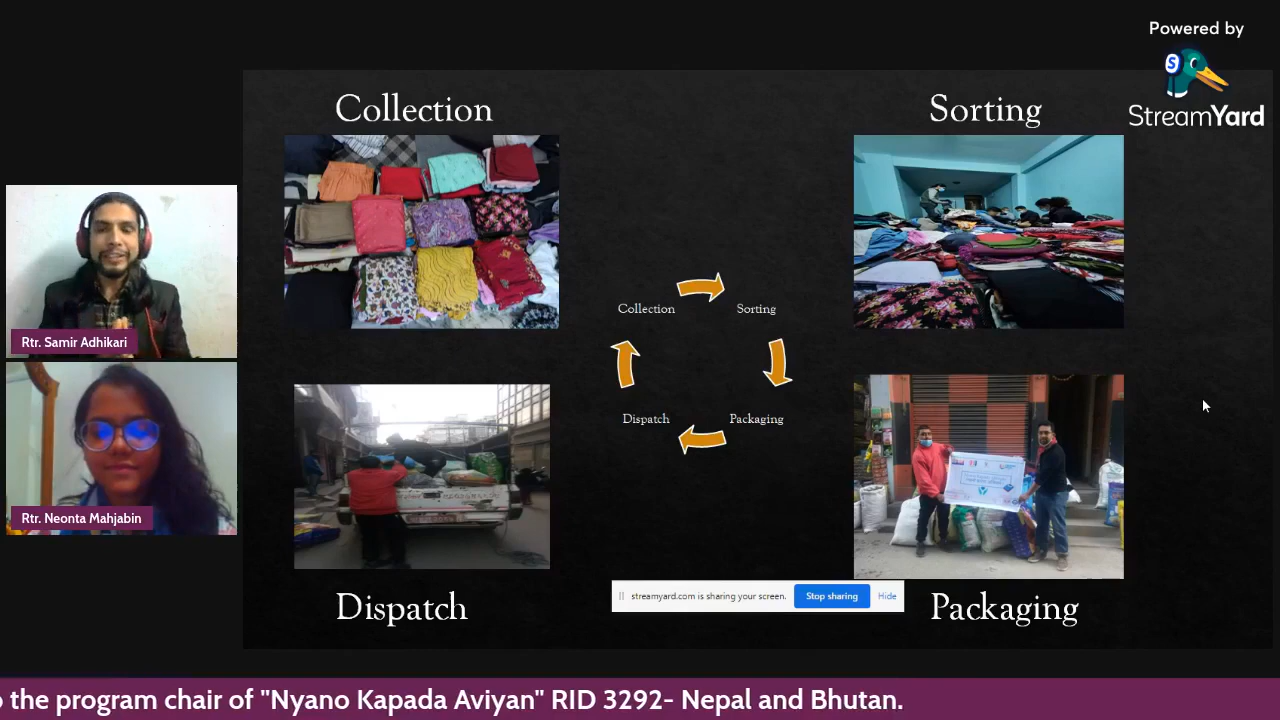 Powered by
S
StreamYard
Collection
Sorting
Rtr. Samir Adhikari
Rtr. Neonta Mahjabin
Collection
Sorting
Dispatch
Packaging
streamyard.com is sharing your screen.
Stop sharing
Hide
Dispatch
Packaging
the program chair of "Nyano Kapada Aviyan" RID 3292- Nepal and Bhutan.